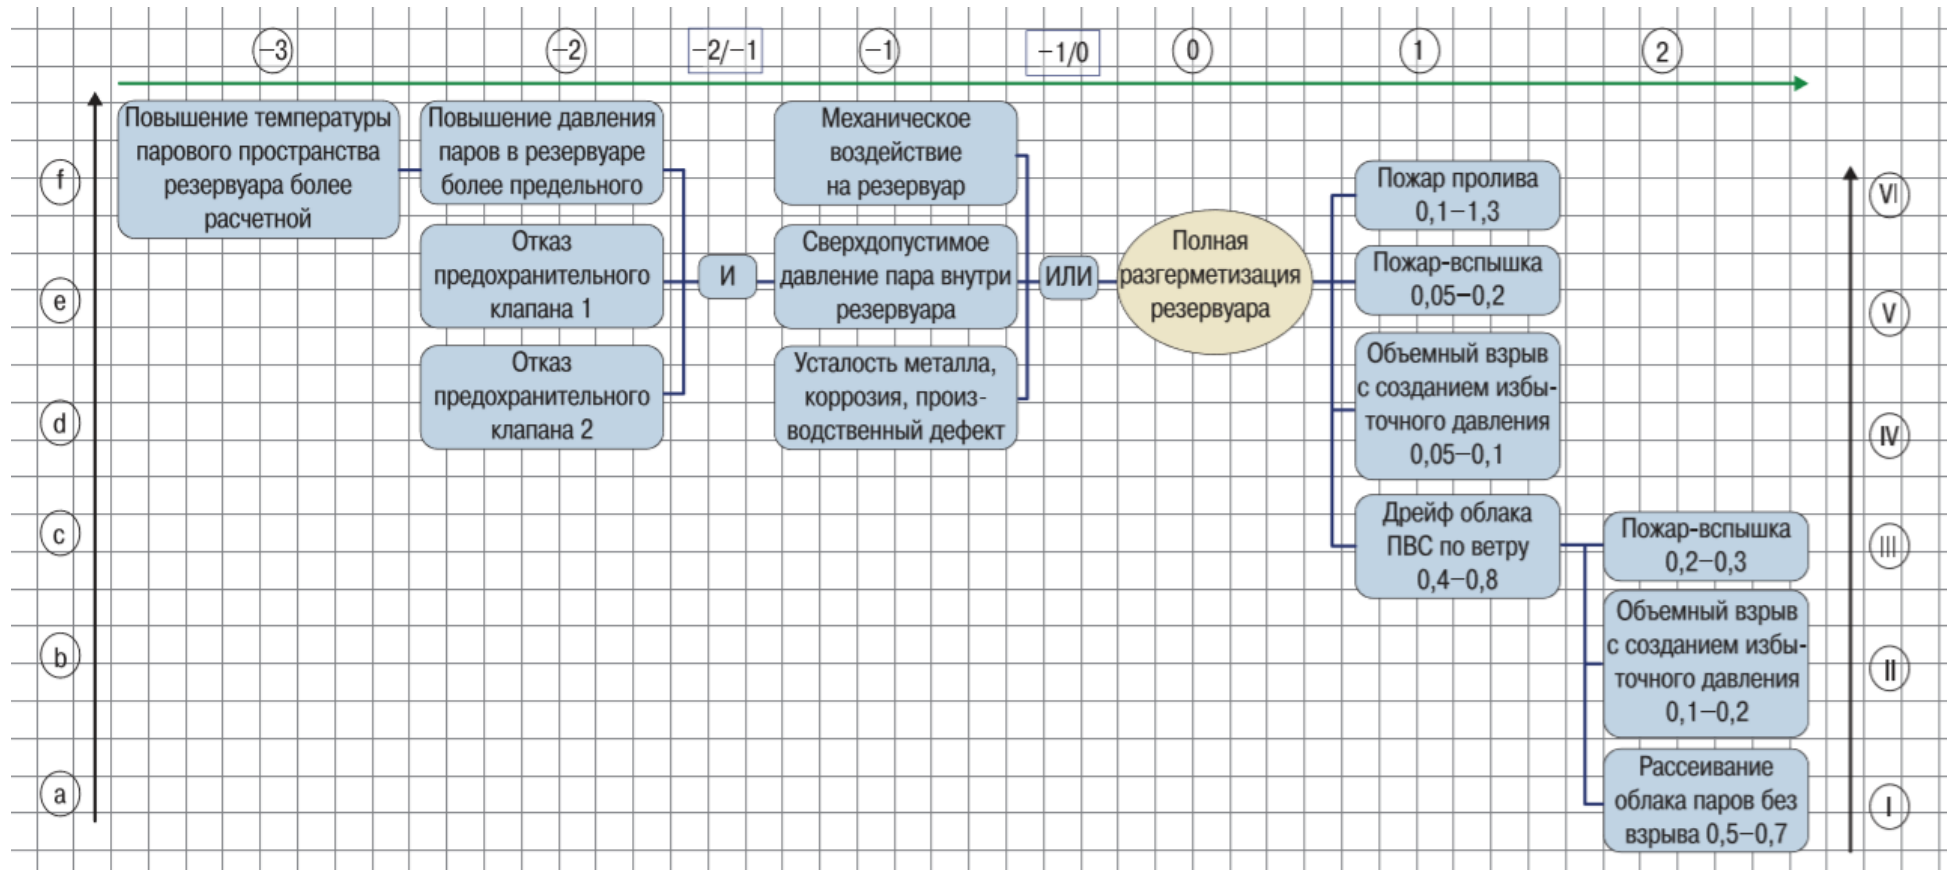 −3
−2
−2/−1
−1
−1/0
0
1
2
f
e
d
c
b
a
Повышение температуры
парового пространства
резервуара более
расчетной
Повышение давления
паров в резервуаре
более предельного
Отказ
предохранительного
клапана 1
Отказ
предохранительного
клапана 2
И
Механическое
воздействие
на резервуар
Сверхдопустимое
давление пара внутри
резервуара
Усталость металла,
коррозия, произ-
водственный дефект
ИЛИ
Полная
разгерметизация
резервуара
Пожар пролива
0,1−1,3
Пожар-вспышка
0,05−0,2
Объемный взрыв
с созданием избы-
точного давления
0,05−0,1
Дрейф облака
ПВС по ветру
0,4−0,8
Пожар-вспышка
0,2−0,3
Объемный взрыв
с созданием избы-
точного давления
0,1−0,2
Рассеивание
облака паров без
взрыва 0,5−0,7
VI
V
IV
III
II
I